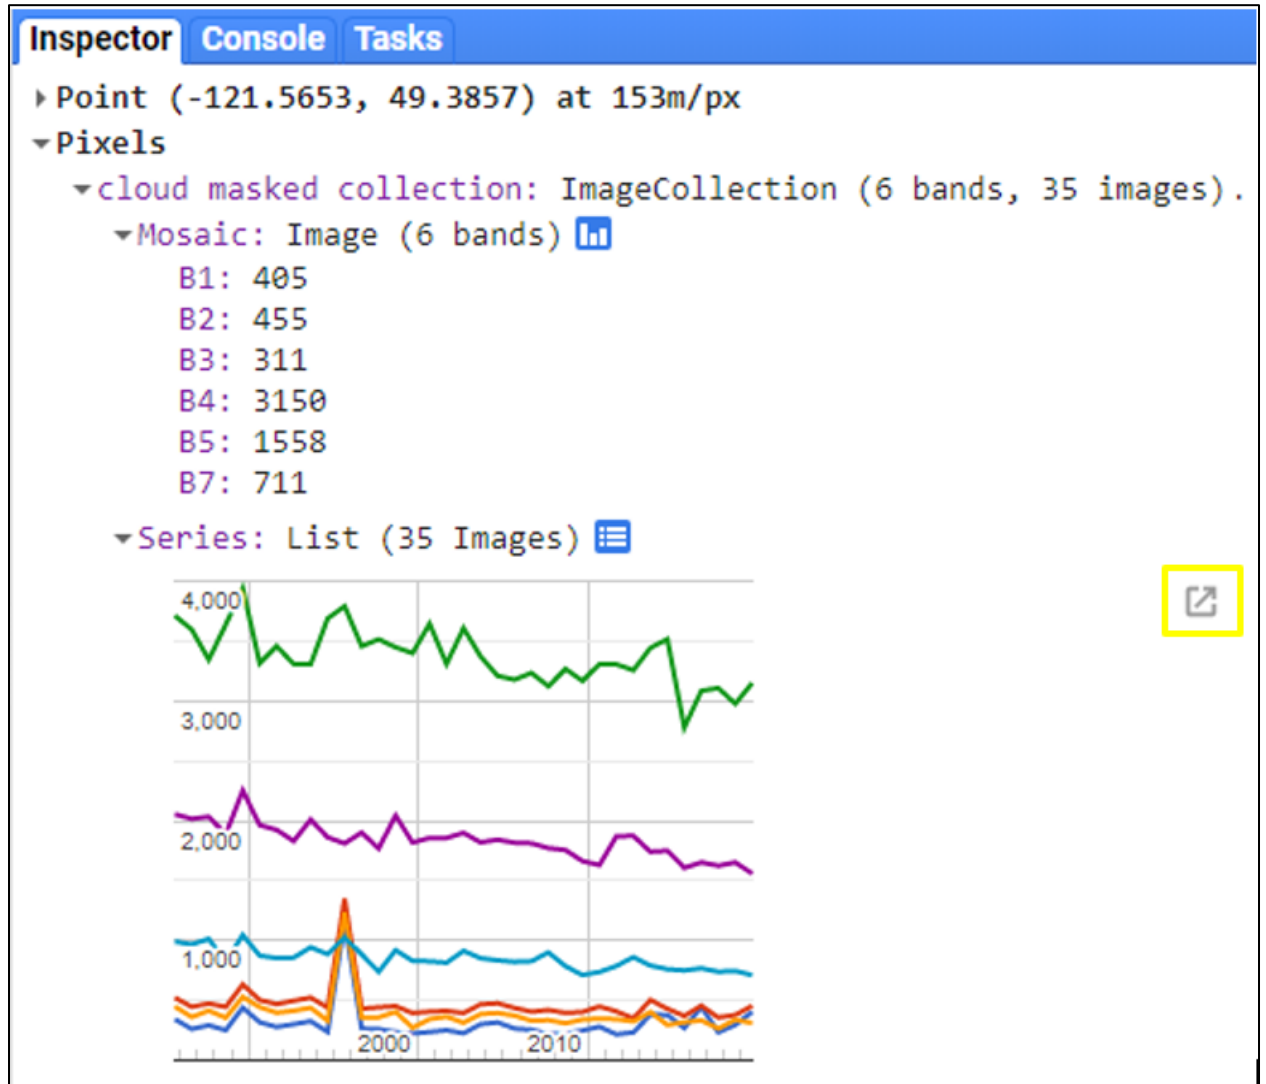 Inspector Console Tasks
Point (-121.5653, 49.3857) at 153m/px
Pixels
cloud masked collection: ImageCollection (6 bands, 35 images).
Mosaic: Image (6 bands)
B1: 405
B2: 455
B3: 311
B4: 3150
B5: 1558
B7: 711
Series: List (35 Images)
4,000
3,000
2,000
1,000
2000 2010